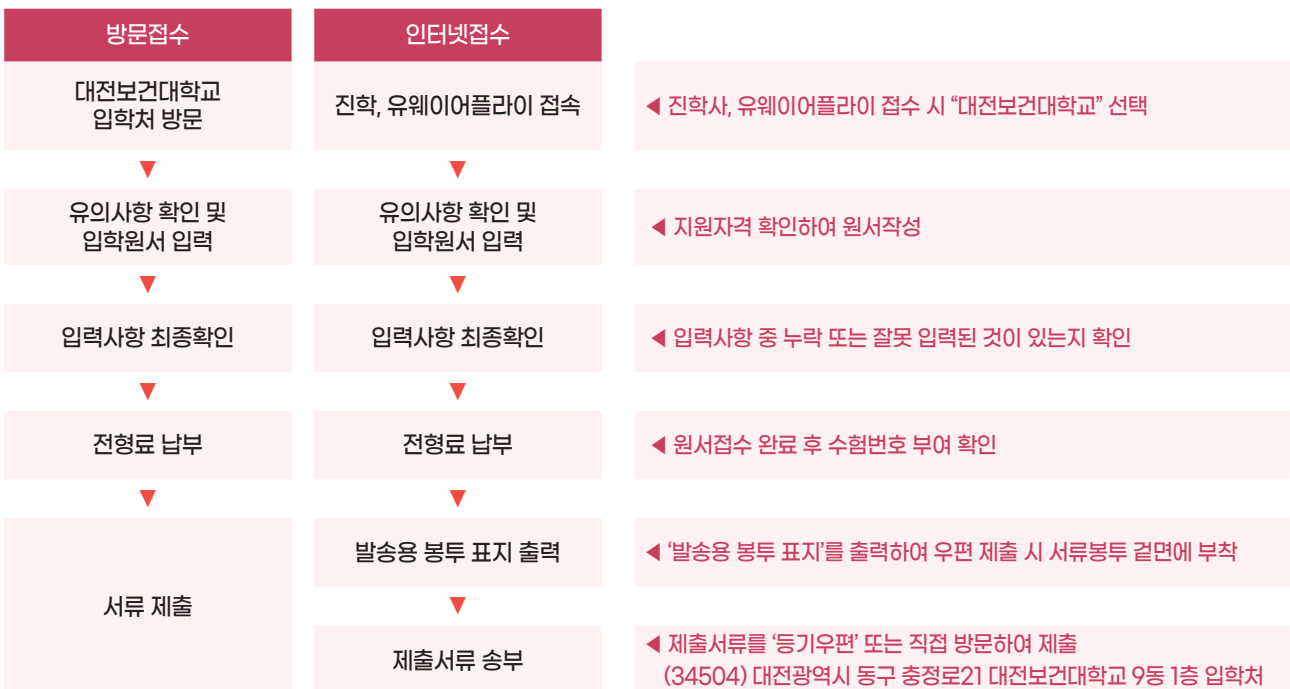 방문접수
인터넷접수
대전보건대학교
입학처 방문
진학, 유웨이어플라이 접속
◀ 진학사, 유웨이어플라이 접수 시 “대전보건대학교” 선택
▼
▼
유의사항 확인 및
입학원서 입력
유의사항 확인 및
입학원서 입력
◀ 지원자격 확인하여 원서작성
▼
▼
입력사항 최종확인
입력사항 최종확인
◀ 입력사항 중 누락 또는 잘못 입력된 것이 있는지 확인
▼
▼
전형료 납부
전형료 납부
◀ 원서접수 완료 후 수험번호 부여 확인
▼
▼
서류 제출
발송용 봉투 표지 출력
◀ ‘발송용 봉투 표지’를 출력하여 우편 제출 시 서류봉투 겉면에 부착
▼
제출서류 송부
◀ 제출서류를 ‘등기우편’ 또는 직접 방문하여 제출
(34504) 대전광역시 동구 충정로21 대전보건대학교 9동 1층 입학처